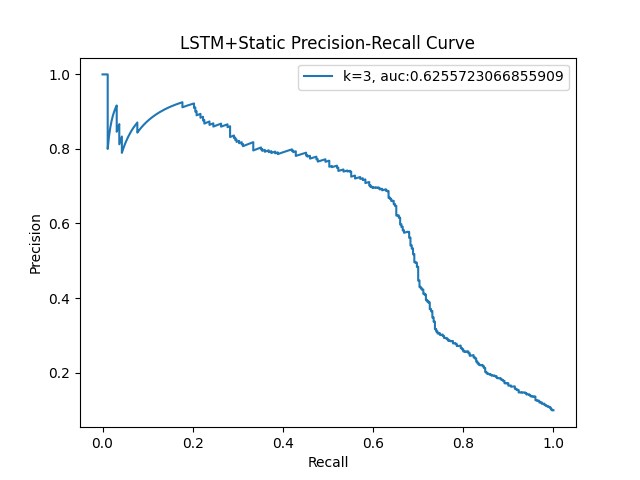 LSTM+Static Precision-Recall Curve
k=3, auc:0.6255723066855909
1.0
0.8
0.6
0.4
0.2
Precision
0.0 0.2 0.4 0.6 0.8 1.0
Recall